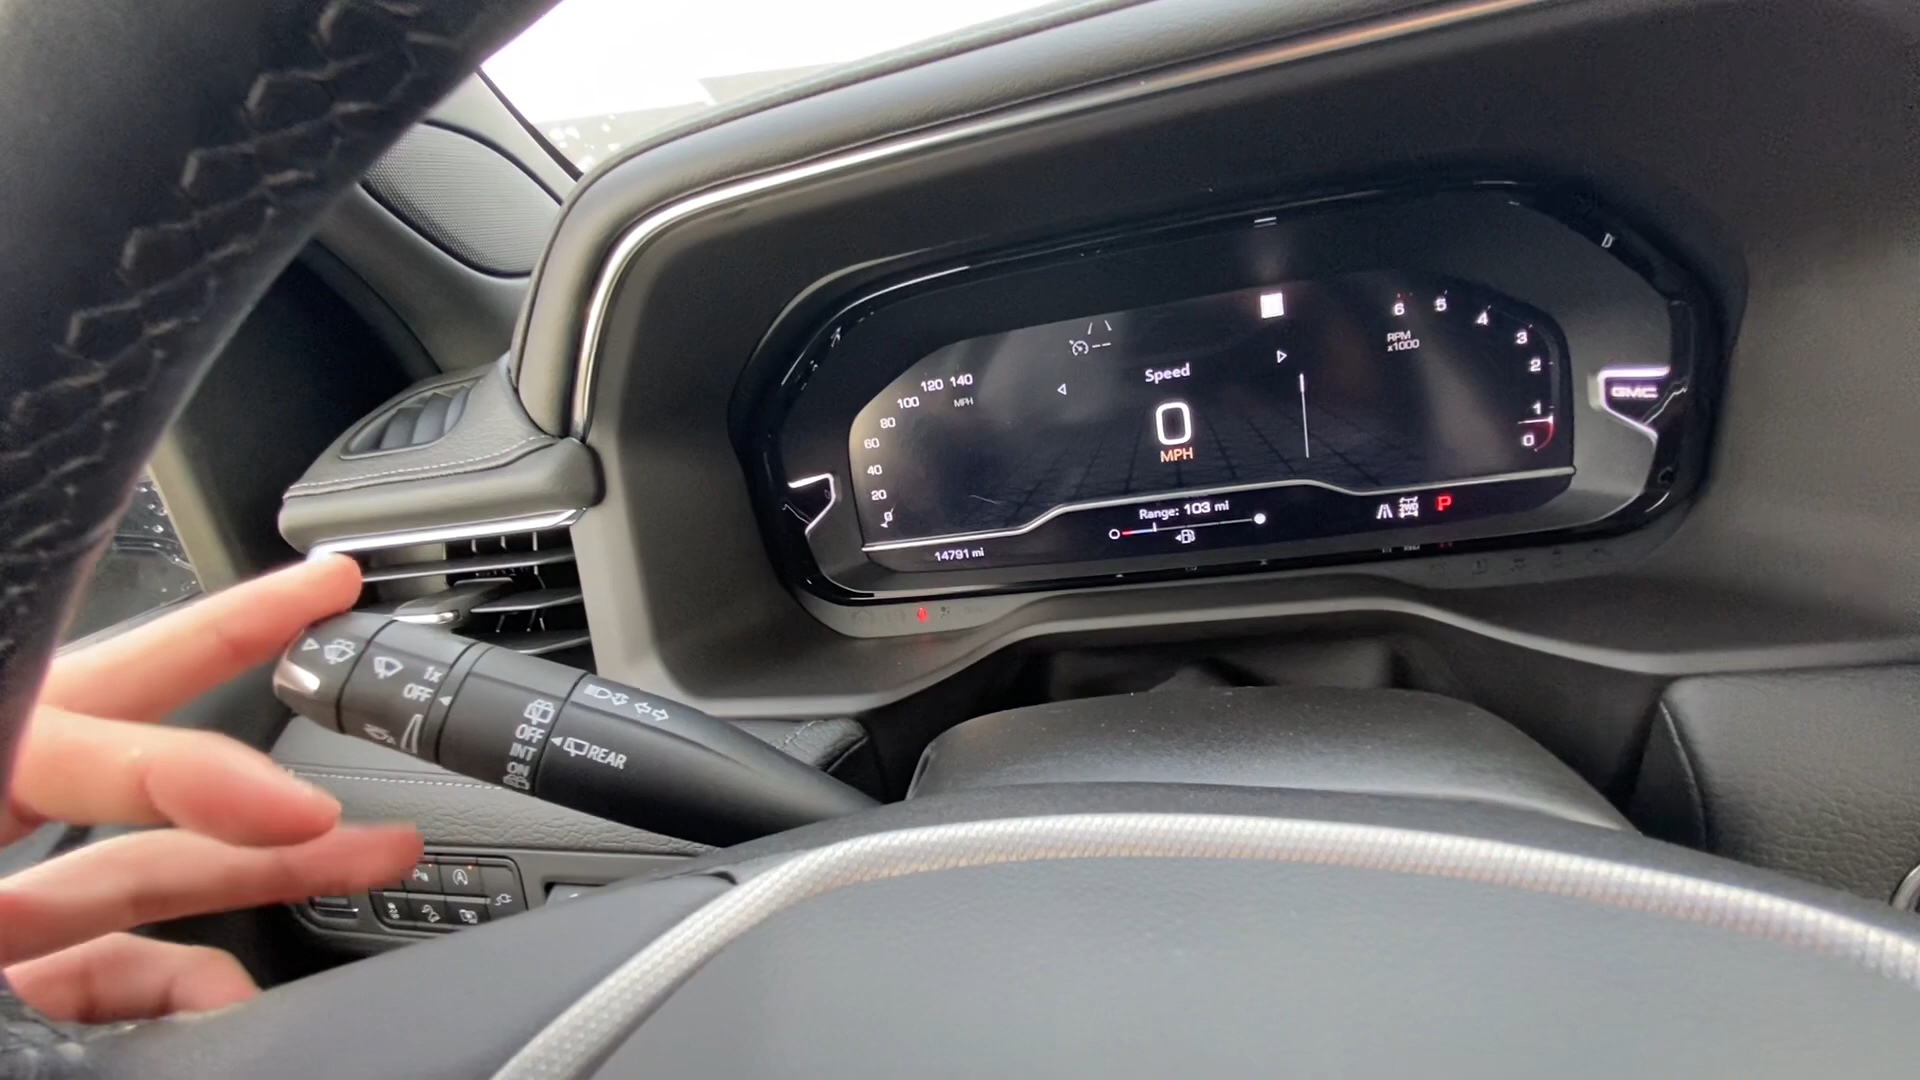 Speed
0
MPH
120 140
100
MPH
80
60
40
20
0
6 5 4 3 2 1 0
RPM
x1000
GMC
Range: 103 mi
14791 mi
2WD
P
1x
OFF
OFF
INT
ON
REAR